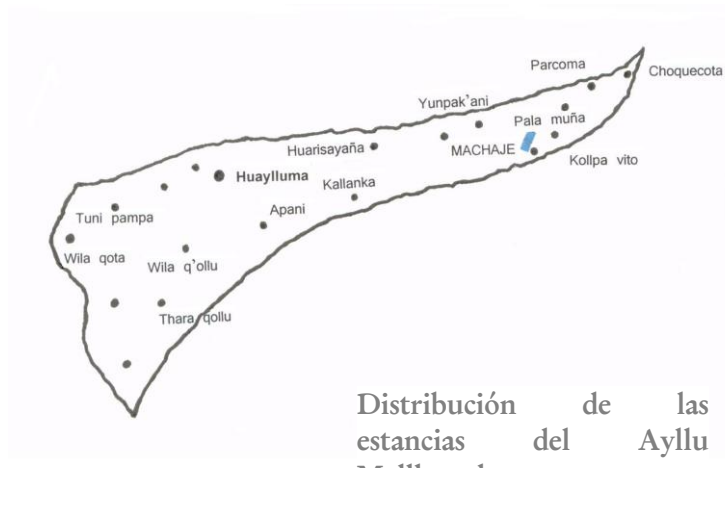 Parcoma
Choquecota
Yunpak'ani
Pala muña
Huarisayaña
MACHAJE
Kollpa vito
Huaylluma
Kallanka
Apani
Tuni pampa
Wila qota
Wila q'ollu
Thara qollu
Distribución de las
estancias del Ayllu